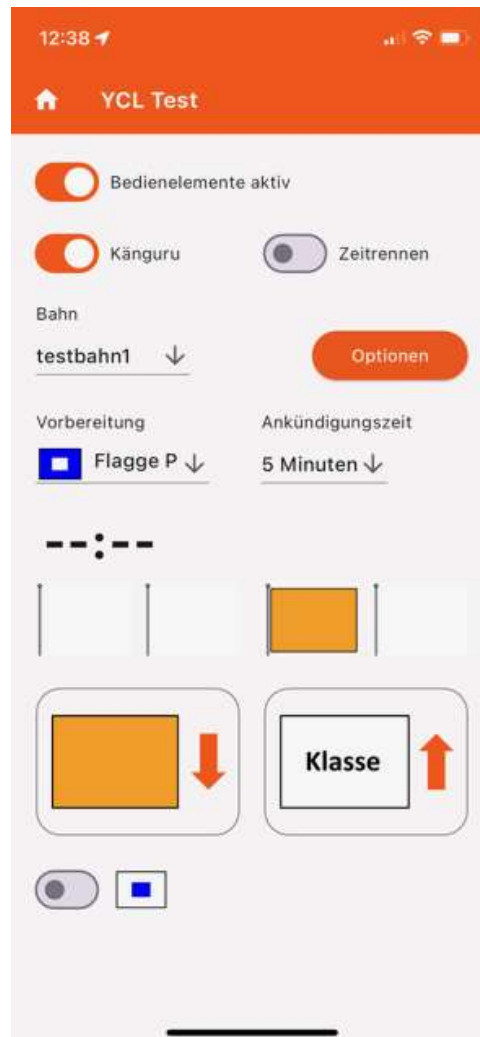 12:38
YCL Test
Bedienelemente aktiv
Känguru
Zeitrennen
Bahn
testbahn1
Optionen
Vorbereitung
Ankündigungszeit
Flagge P
5 Minuten
--:--
Klasse